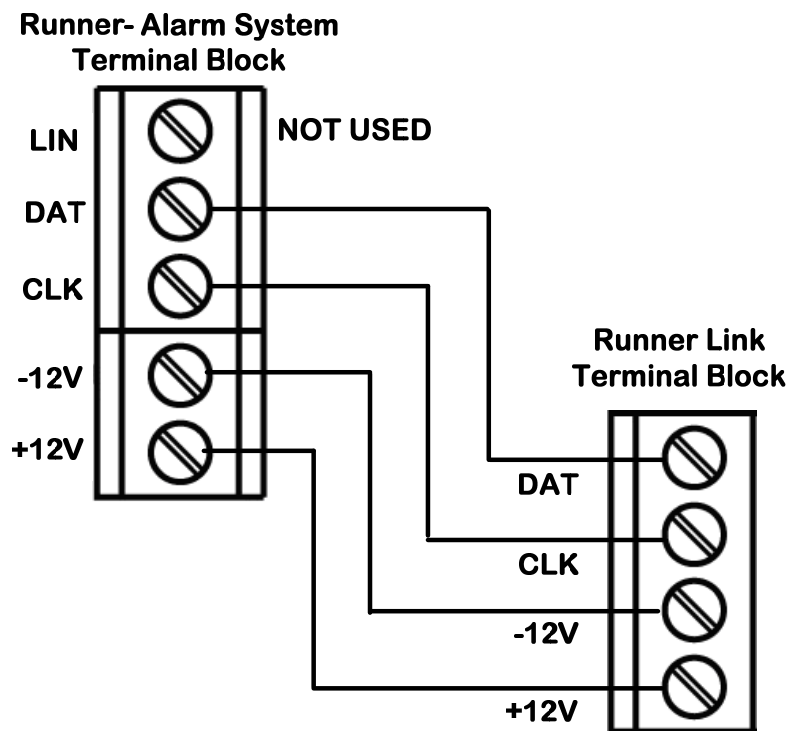 Runner- Alarm System
Terminal Block
LIN
NOT USED
DAT
CLK
-12V
+12V
Runner Link
Terminal Block
DAT
CLK
-12V
+12V